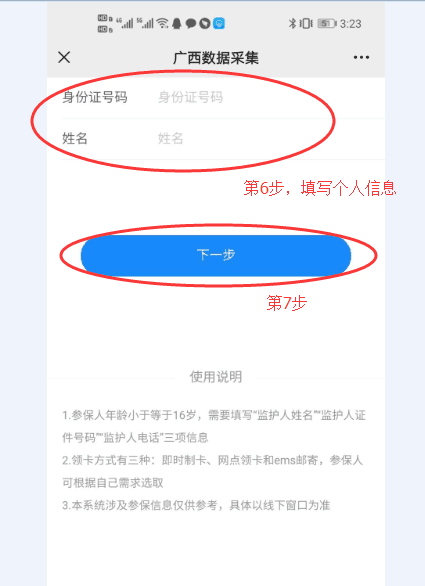 HD 4G 5G 5 3:23
HD
广西数据采集
身份证号码 身份证号码
姓名 姓名
第6步，填写个人信息
下一步
第7步
使用说明
1.参保人年龄小于等于16岁，需要填写“监护人姓名”“监护人证
件号码”“监护人电话”三项信息
2.领卡方式有三种：即时制卡、网点领卡和ems邮寄，参保人
可根据自己需求选取
3.本系统涉及参保信息仅供参考，具体以线下窗口为准